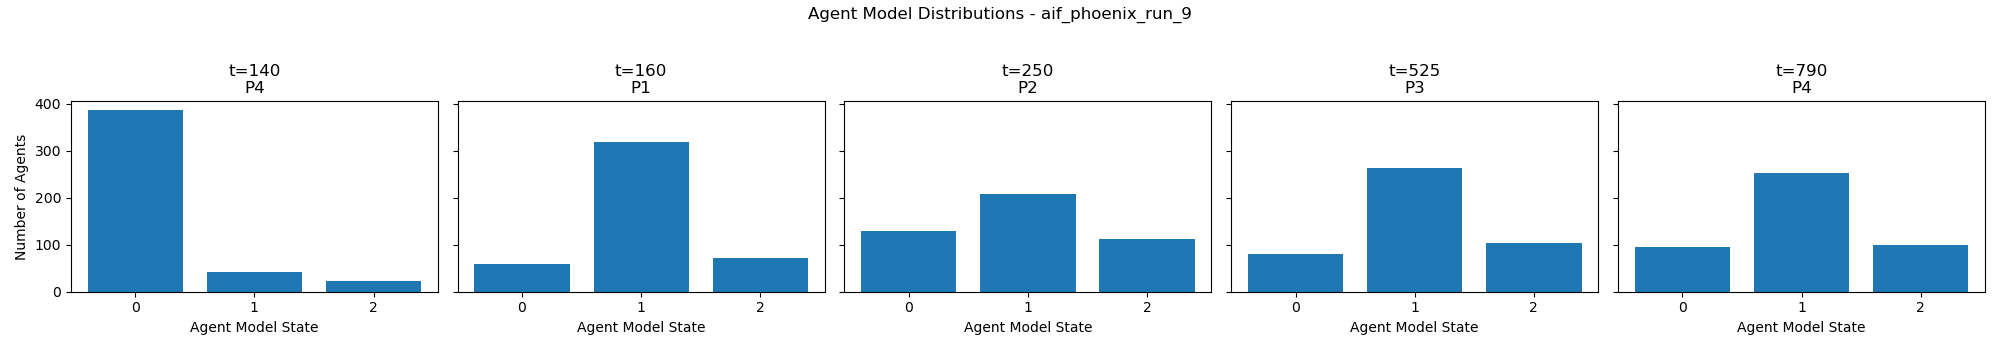 Agent Model Distributions - aif_phoenix_run_9
t=140
P4
t=160
P1
t=250
P2
t=525
P3
t=790
P4
Number of Agents
400
300
200
100
0
0 1 2
0 1 2
0 1 2
0 1 2
0 1 2
Agent Model State
Agent Model State
Agent Model State
Agent Model State
Agent Model State